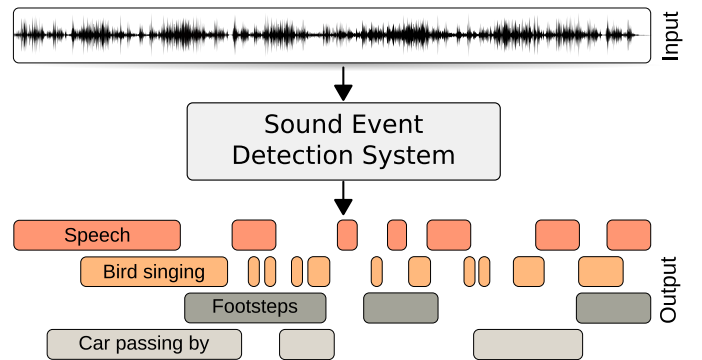 Input
Sound Event
Detection System
Speech
Bird singing
Footsteps
Car passing by
Output